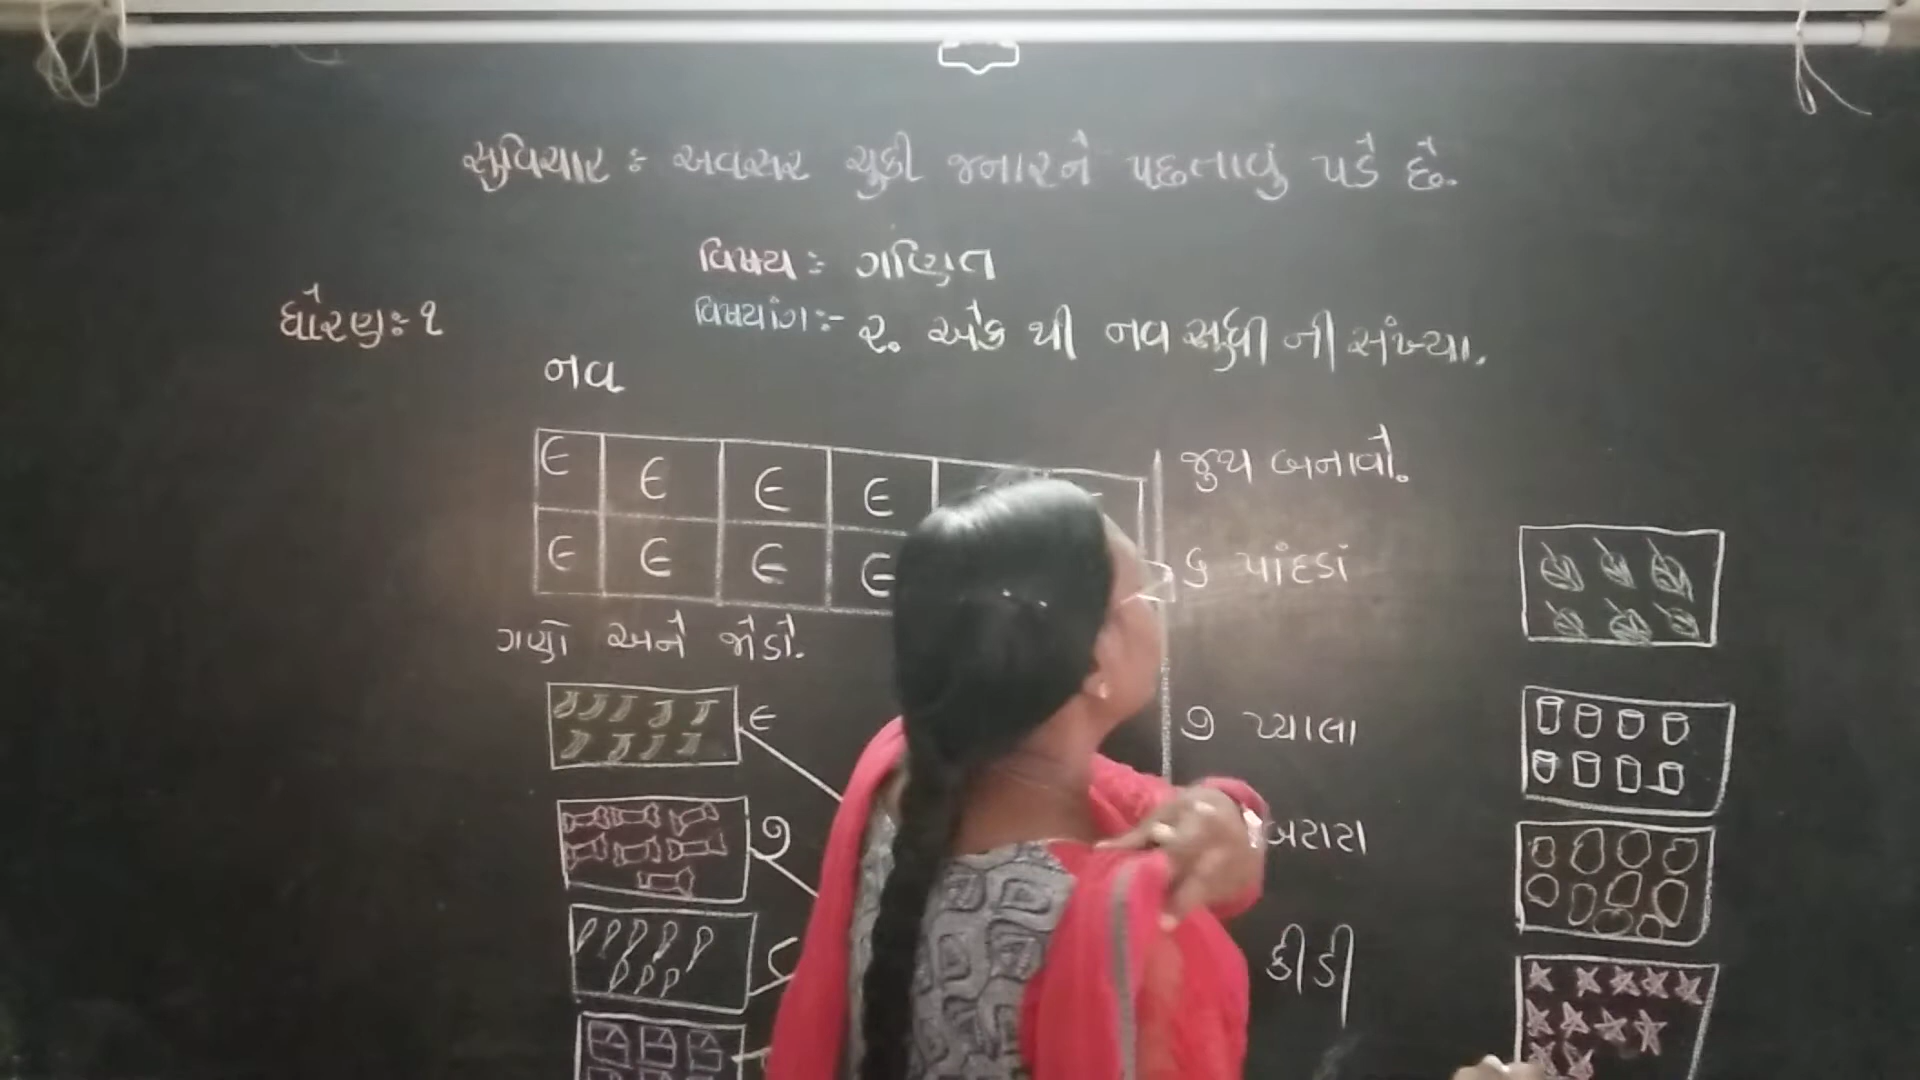 સુવિચાર :- અવસર ચુકી જનારને પછતાવું પડે છે.
વિષય :- ગણિત
ધોરણ:- ૧
વિષયાંગ:- ૨. એક થી નવ સુધી ની સંખ્યા.
નવ
૯ ૯ ૯ ૯
૯ ૯ ૯ ૯
ગણો અને જોડો.
૯
૭
૮
જુથ બનાવો.
૬ પાંદડાં
૭ પ્યાલા
બટાટા
કીડી